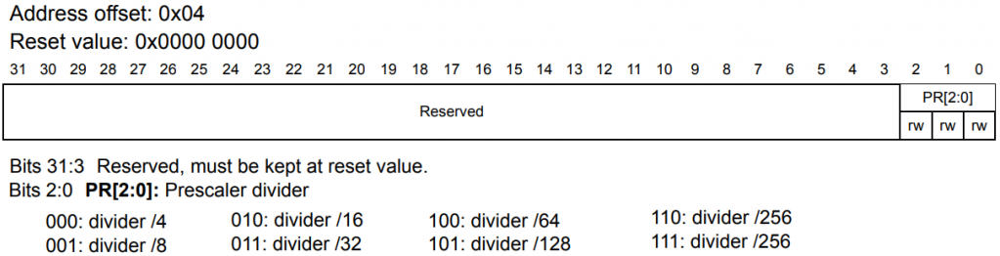 Address offset: 0x04
Reset value: 0x0000 0000
31 30 29 28 27 26 25 24 23 22 21 20 19 18 17 16 15 14 13 12 11 10 9 8 7 6 5 4 3 2 1 0
Reserved PR[2:0]
rw rw rw
Bits 31:3 Reserved, must be kept at reset value.
Bits 2:0 PR[2:0]: Prescaler divider
000: divider /4 010: divider /16 100: divider /64 110: divider /256
001: divider /8 011: divider /32 101: divider /128 111: divider /256